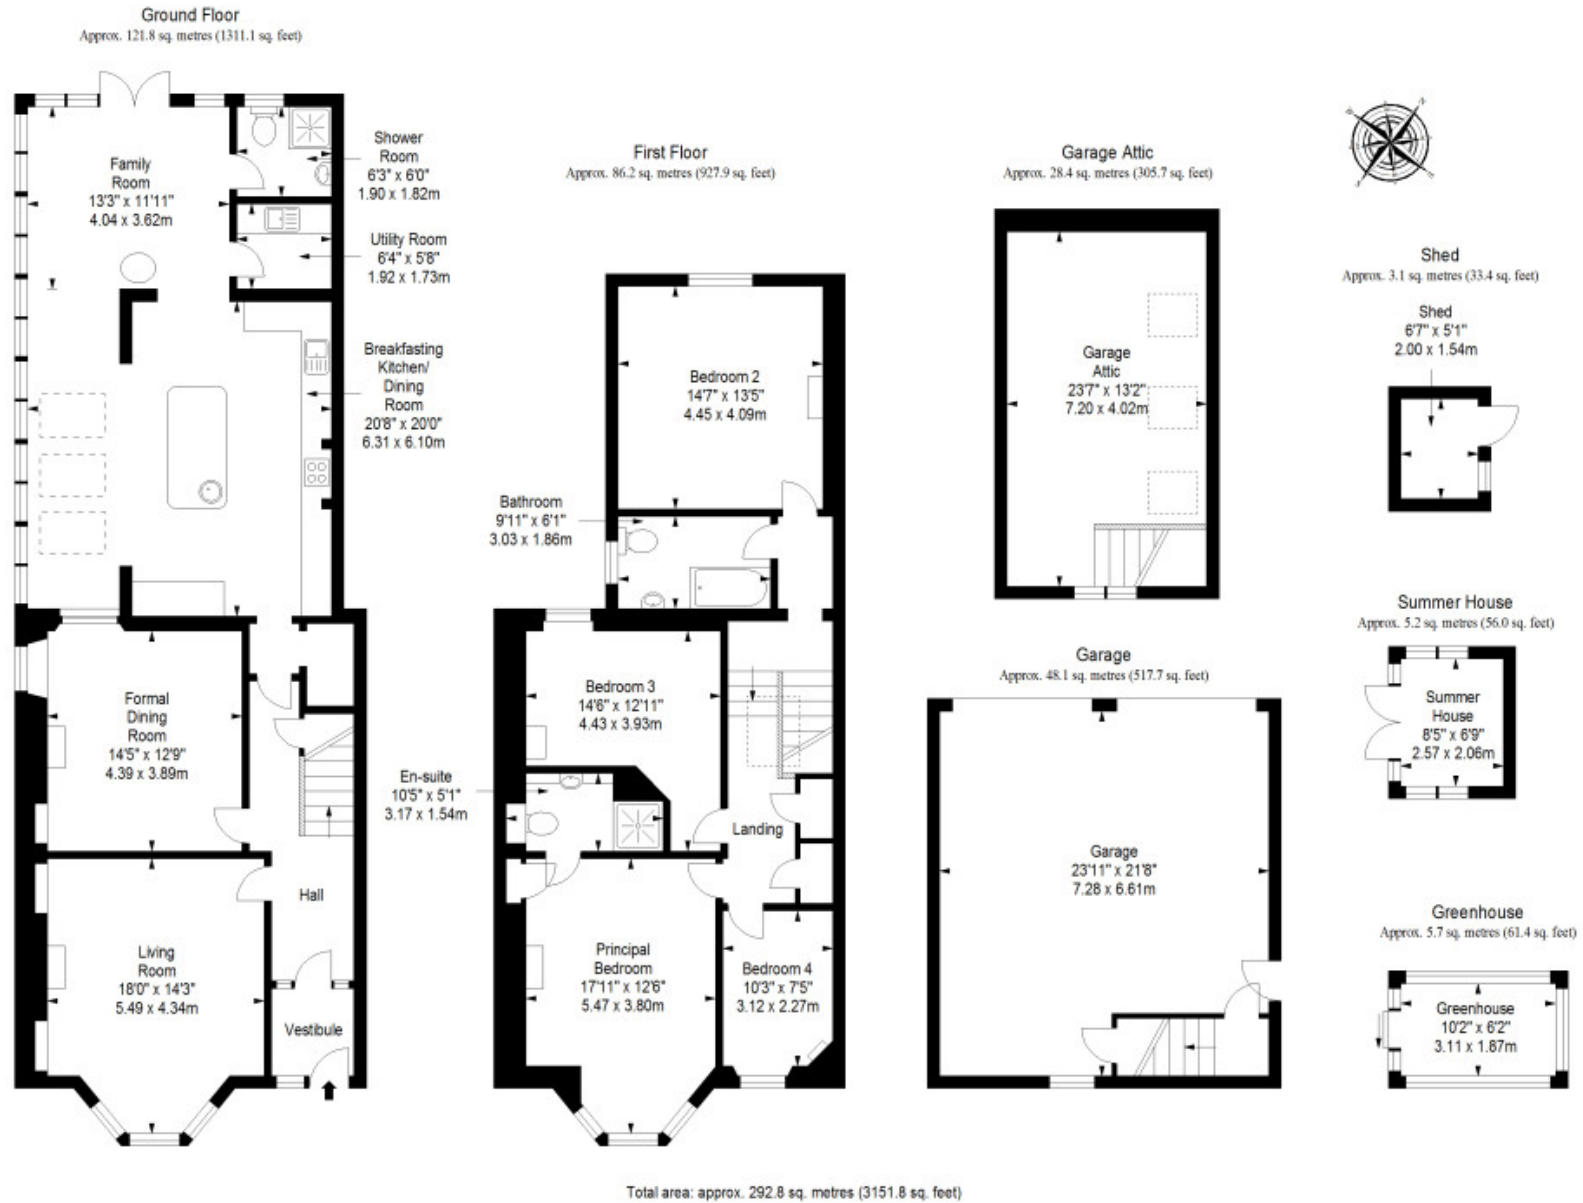 Ground Floor
Approx. 121.8 sq. metres (1311.1 sq. feet)
Family
Room
13'3" x 11'11"
4.04 x 3.62m
Shower
Room
6'3" x 6'0"
1.90 x 1.82m
Utility Room
6'4" x 5'8"
1.92 x 1.73m
Breakfasting
Kitchen/
Dining
Room
20'8" x 20'0"
6.31 x 6.10m
Formal
Dining
Room
14'5" x 12'9"
4.39 x 3.89m
Living
Room
18'0" x 14'3"
5.49 x 4.34m
Hall
Vestibule
First Floor
Approx. 86.2 sq. metres (927.9 sq. feet)
Bedroom 2
14'7" x 13'5"
4.45 x 4.09m
Bathroom
9'11" x 6'1"
3.03 x 1.86m
Bedroom 3
14'6" x 12'11"
4.43 x 3.93m
En-suite
10'5" x 5'1"
3.17 x 1.54m
Landing
Principal
Bedroom
17'11" x 12'6"
5.47 x 3.80m
Bedroom 4
10'3" x 7'5"
3.12 x 2.27m
Garage Attic
Approx. 28.4 sq. metres (305.7 sq. feet)
Garage
Attic
23'7" x 13'2"
7.20 x 4.02m
Garage
Approx. 48.1 sq. metres (517.7 sq. feet)
Garage
23'11" x 21'8"
7.28 x 6.61m
Shed
Approx. 3.1 sq. metres (33.4 sq. feet)
Shed
6'7" x 5'1"
2.00 x 1.54m
Summer House
Approx. 5.2 sq. metres (56.0 sq. feet)
Summer
House
8'5" x 6'9"
2.57 x 2.06m
Greenhouse
Approx. 5.7 sq. metres (61.4 sq. feet)
Greenhouse
10'2" x 6'2"
3.11 x 1.87m
Total area: approx. 292.8 sq. metres (3151.8 sq. feet)